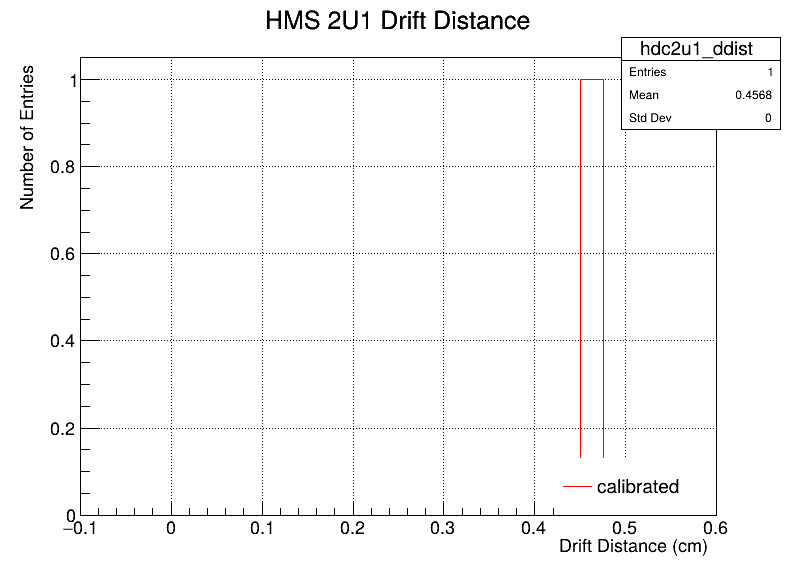 HMS 2U1 Drift Distance
hdc2u1_ddist
Entries 1
Mean 0.4568
Std Dev 0
Number of Entries
1
0.8
0.6
0.4
0.2
0
−0.1 0 0.1 0.2 0.3 0.4 0.5 0.6
Drift Distance (cm)
calibrated